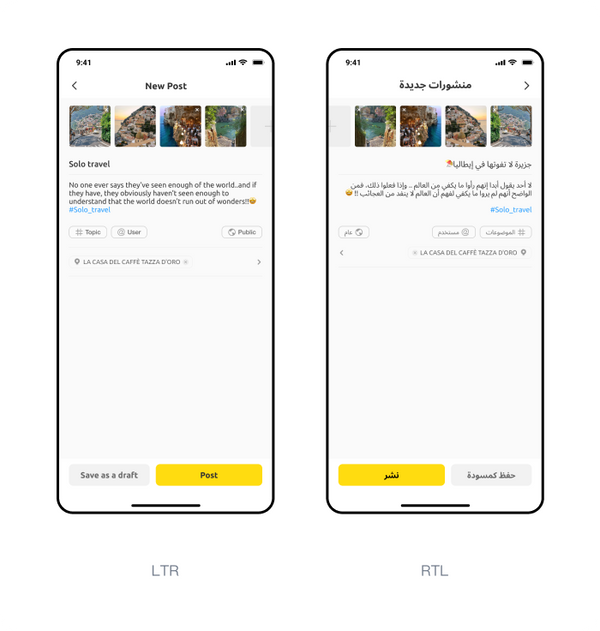 9:41
New Post
Solo travel
No one ever says they've seen enough of the world..and if
they have, they obviously haven't seen enough to
understand that the world doesn't run out of wonders!!🤩
#Solo_travel
# Topic
@ User
Public
LA CASA DEL CAFFÈ TAZZA D'ORO
Save as a draft
Post
LTR
9:41
منشورات جديدة
جزيرة لا تفوتها في إيطاليا
لا أحد يقول أبدا إنهم رأوا ما يكفي من العالم .. وإذا فعلوا ذلك، فمن
الواضح أنهم لم يروا ما يكفي لفهم أن العالم لا ينفد من العجائب !! 🤩
#Solo_travel
# الموضوعات
@ مستخدم
عام
LA CASA DEL CAFFÈ TAZZA D'ORO
حفظ كمسودة
نشر
RTL